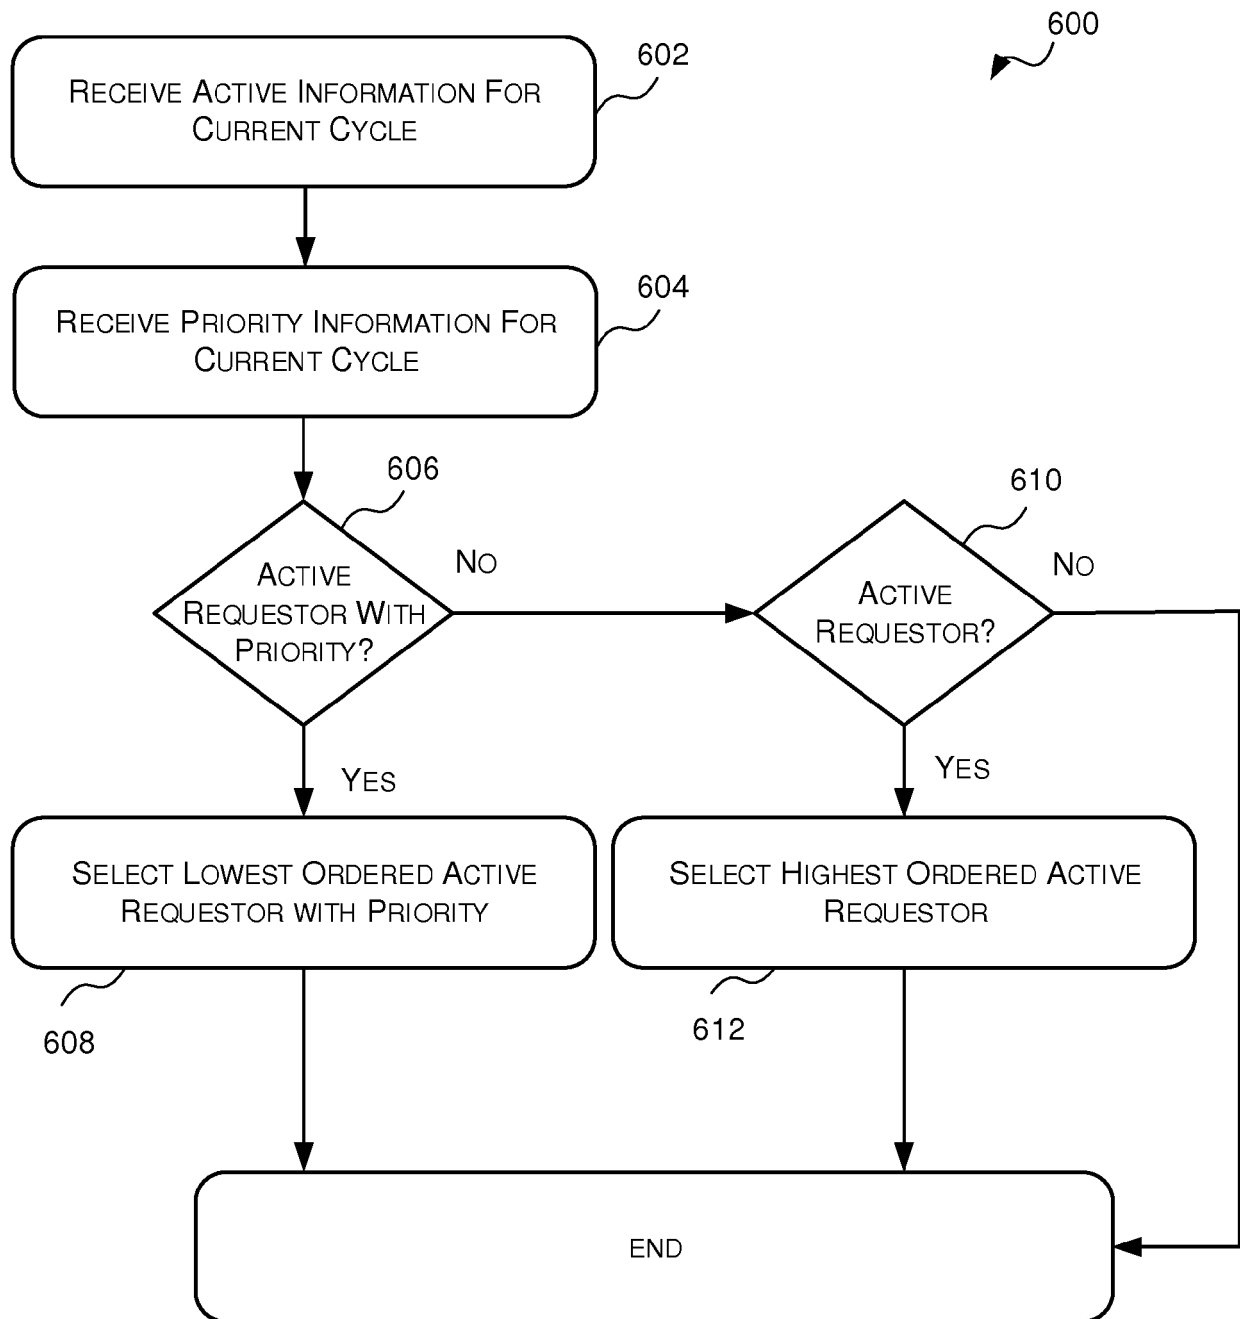 600
602
RECEIVE ACTIVE INFORMATION FOR
CURRENT CYCLE
604
RECEIVE PRIORITY INFORMATION FOR
CURRENT CYCLE
606
ACTIVE
REQUESTOR WITH
PRIORITY?
NO
610
ACTIVE
REQUESTOR?
NO
YES
YES
SELECT LOWEST ORDERED ACTIVE
REQUESTOR WITH PRIORITY
608
SELECT HIGHEST ORDERED ACTIVE
REQUESTOR
612
END